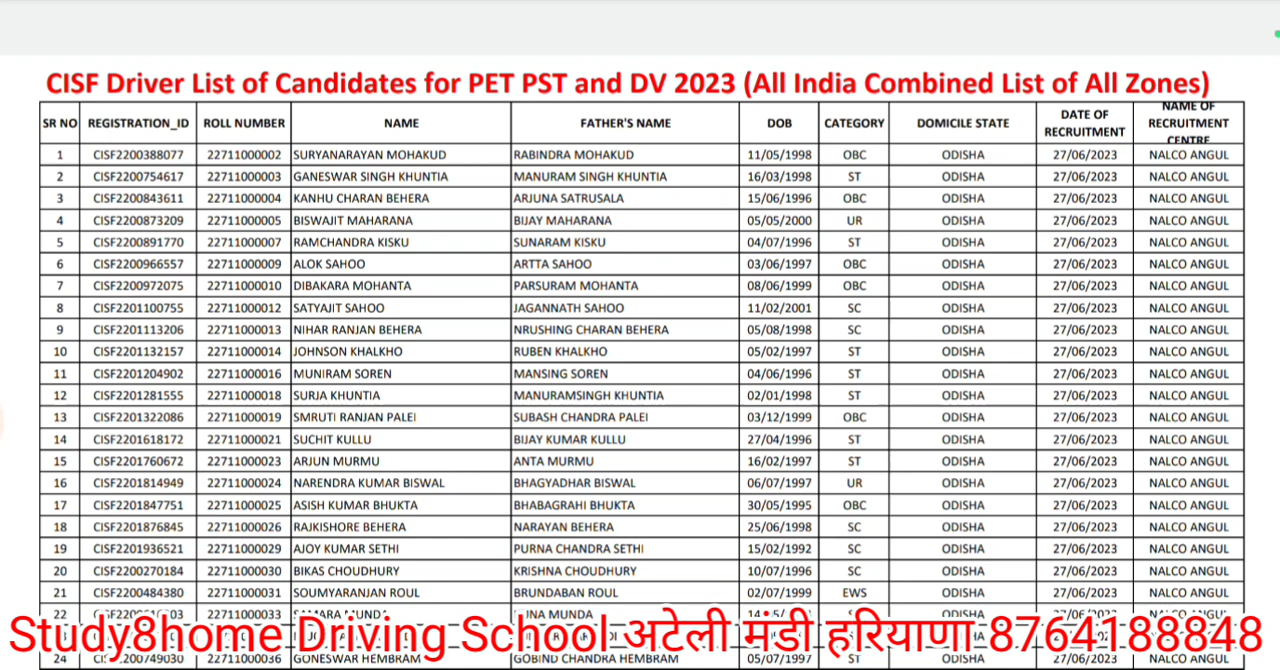 CISF Driver List of Candidates for PET PST and DV 2023 (All India Combined List of All Zones)
SR NO REGISTRATION_ID ROLL NUMBER NAME FATHER'S NAME DOB CATEGORY DOMICILE STATE DATE OF RECRUITMENT NAME OF RECRUITMENT CENTRE
1 CISF2200388077 22711000002 SURYANARAYAN MOHAKUD RABINDRA MOHAKUD 11/05/1998 OBC ODISHA 27/06/2023 NALCO ANGUL
2 CISF2200754617 22711000003 GANESWAR SINGH KHUNTIA MANURAM SINGH KHUNTIA 16/03/1998 ST ODISHA 27/06/2023 NALCO ANGUL
3 CISF2200843611 22711000004 KANHU CHARAN BEHERA ARJUNA SATRUSALA 15/06/1996 OBC ODISHA 27/06/2023 NALCO ANGUL
4 CISF2200873209 22711000005 BISWAJIT MAHARANA BIJAY MAHARANA 05/05/2000 UR ODISHA 27/06/2023 NALCO ANGUL
5 CISF2200891770 22711000007 RAMCHANDRA KISKU SUNARAM KISKU 04/07/1996 ST ODISHA 27/06/2023 NALCO ANGUL
6 CISF2200966557 22711000009 ALOK SAHOO ARTTA SAHOO 03/06/1997 OBC ODISHA 27/06/2023 NALCO ANGUL
7 CISF2200972075 22711000010 DIBAKARA MOHANTA PARSURAM MOHANTA 08/06/1999 OBC ODISHA 27/06/2023 NALCO ANGUL
8 CISF2201100755 22711000012 SATYAJIT SAHOO JAGANNATH SAHOO 11/02/2001 SC ODISHA 27/06/2023 NALCO ANGUL
9 CISF2201113206 22711000013 NIHAR RANJAN BEHERA NRUSHING CHARAN BEHERA 05/08/1998 SC ODISHA 27/06/2023 NALCO ANGUL
10 CISF2201132157 22711000014 JOHNSON KHALKHO RUBEN KHALKHO 05/02/1997 ST ODISHA 27/06/2023 NALCO ANGUL
11 CISF2201204902 22711000016 MUNIRAM SOREN MANSING SOREN 04/06/1996 ST ODISHA 27/06/2023 NALCO ANGUL
12 CISF2201281555 22711000018 SURJA KHUNTIA MANURAMSINGH KHUNTIA 02/01/1998 ST ODISHA 27/06/2023 NALCO ANGUL
13 CISF2201322086 22711000019 SMRUTI RANJAN PALEI SUBASH CHANDRA PALEI 03/12/1999 OBC ODISHA 27/06/2023 NALCO ANGUL
14 CISF2201618172 22711000021 SUCHIT KULLU BIJAY KUMAR KULLU 27/04/1996 ST ODISHA 27/06/2023 NALCO ANGUL
15 CISF2201760672 22711000023 ARJUN MURMU ANTA MURMU 16/02/1997 ST ODISHA 27/06/2023 NALCO ANGUL
16 CISF2201814949 22711000024 NARENDRA KUMAR BISWAL BHAGYADHAR BISWAL 06/07/1997 UR ODISHA 27/06/2023 NALCO ANGUL
17 CISF2201847751 22711000025 ASISH KUMAR BHUKTA BHABAGRAHI BHUKTA 30/05/1995 OBC ODISHA 27/06/2023 NALCO ANGUL
18 CISF2201876845 22711000026 RAJKISHORE BEHERA NARAYAN BEHERA 25/06/1998 SC ODISHA 27/06/2023 NALCO ANGUL
19 CISF2201936521 22711000029 AJOY KUMAR SETHI PURNA CHANDRA SETHI 15/02/1992 SC ODISHA 27/06/2023 NALCO ANGUL
20 CISF2200270184 22711000030 BIKAS CHOUDHURY KRISHNA CHOUDHURY 10/07/1996 SC ODISHA 27/06/2023 NALCO ANGUL
21 CISF2200484380 22711000031 SOUMYARANJAN ROUL BRUNDABAN ROUL 02/07/1999 EWS ODISHA 27/06/2023 NALCO ANGUL
22 22711000033 MUNDA ODISHA
Study8home Driving School अटेली मंडी हरियाणा 8764188848
24 22711000036 GONESWAR HEMBRAM GOBIND CHANDRA HEMBRAM 05/07/1997 ST ODISHA 27/06/2023 NALCO ANGUL